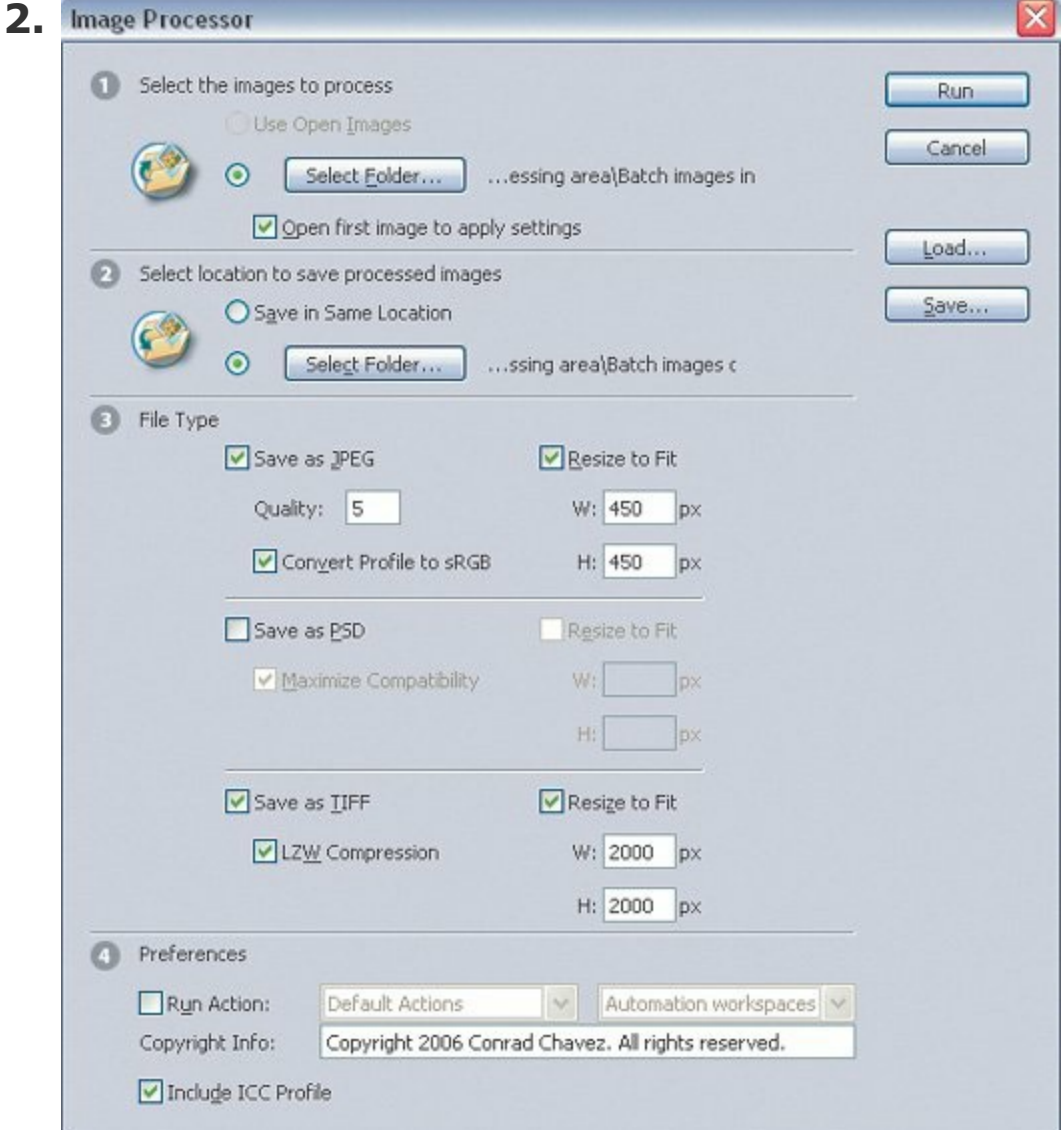 2.
Image Processor
1 Select the images to process
Use Open Images
Select Folder... ...essing area\Batch images in
Open first image to apply settings
2 Select location to save processed images
Save in Same Location
Select Folder... ...ssing area\Batch images c
3 File Type
Save as JPEG Resize to Fit
Quality: 5 W: 450 px
Convert Profile to sRGB H: 450 px
Save as PSD Resize to Fit
Maximize Compatibility W: px
H: px
Save as TIFF Resize to Fit
LZW Compression W: 2000 px
H: 2000 px
4 Preferences
Run Action: Default Actions Automation workspaces
Copyright Info: Copyright 2006 Conrad Chavez. All rights reserved.
Include ICC Profile
Run
Cancel
Load...
Save...